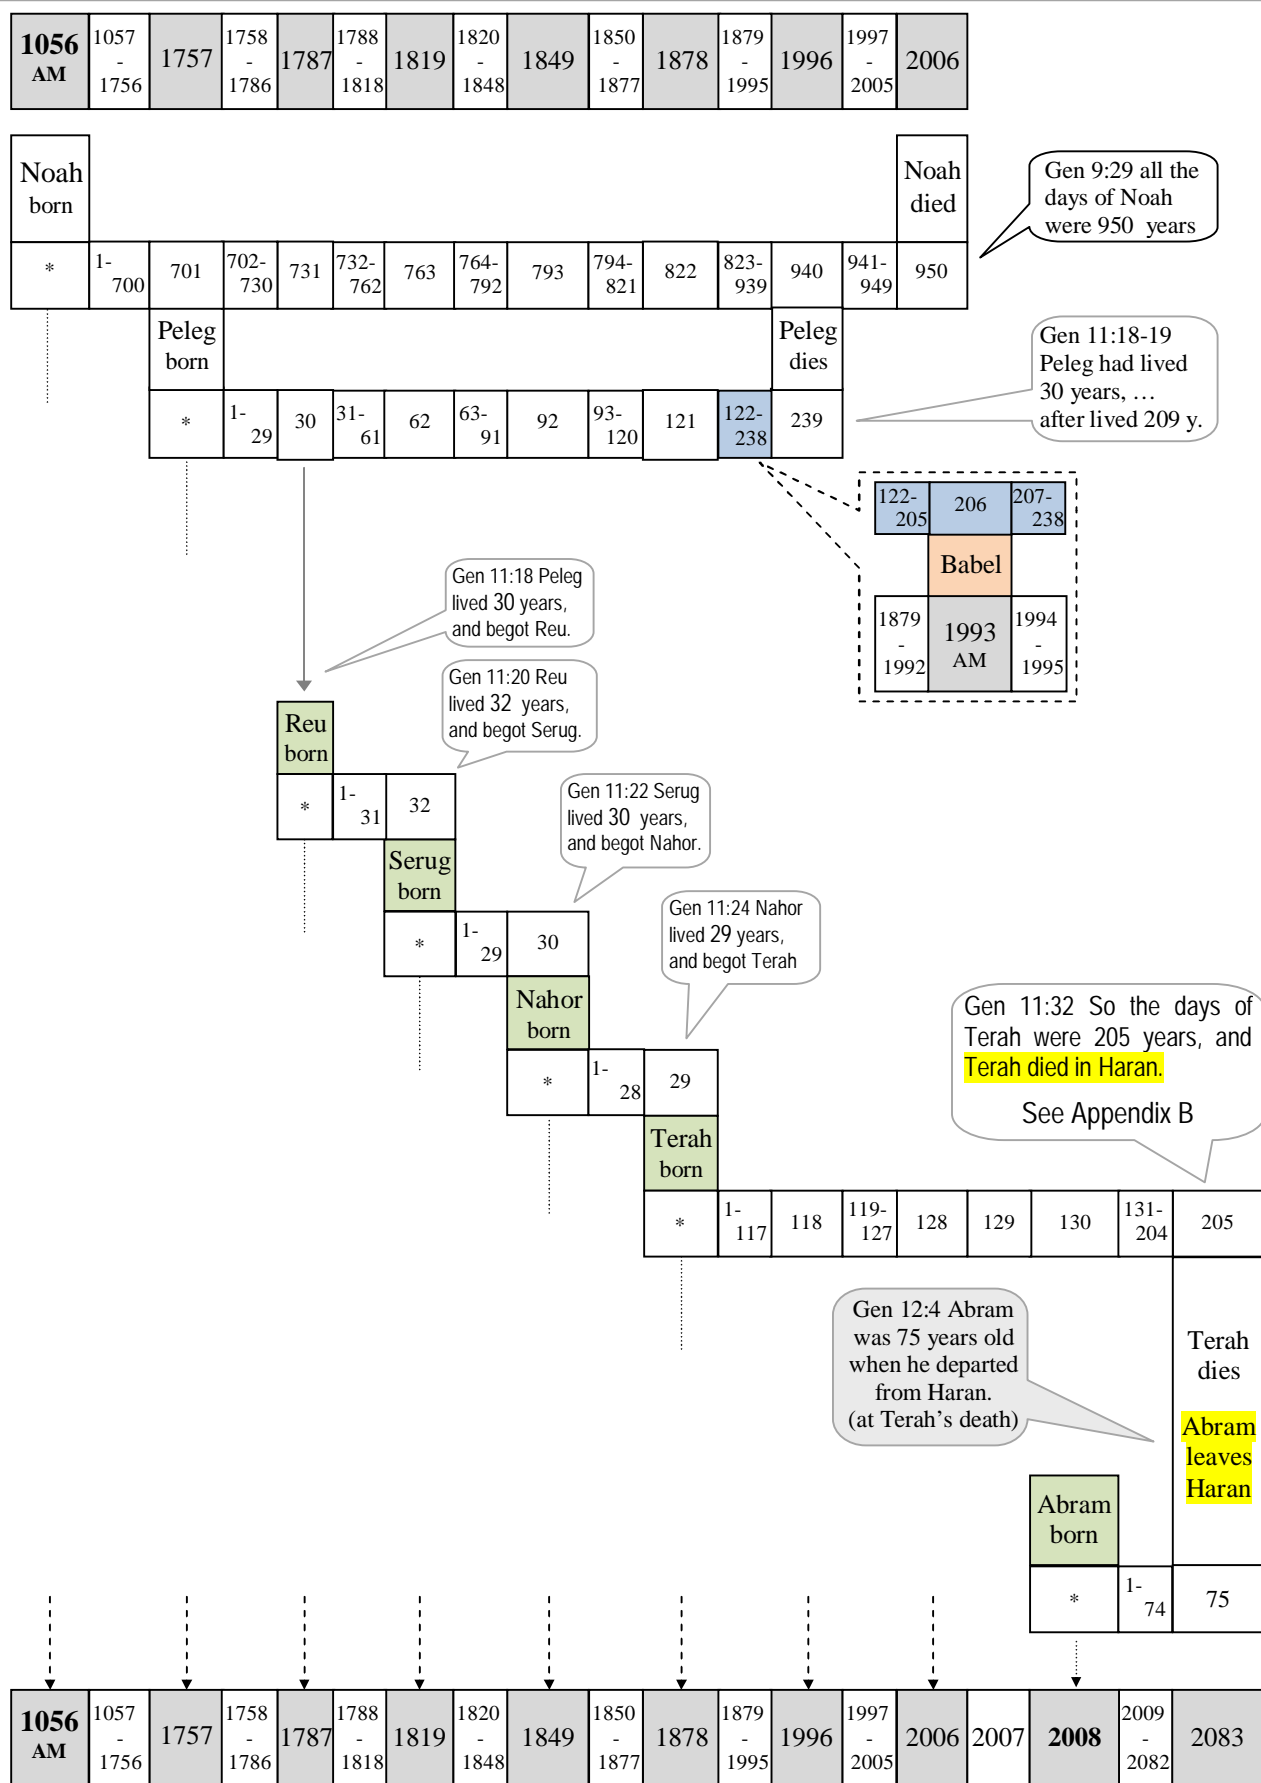 1056 AM 1057 - 1756 1757 1758 - 1786 1787 1788 - 1818 1819 1820 - 1848 1849 1850 - 1877 1878 1879 - 1995 1996 1997 - 2005 2006
Noah
born
Noah
died
Gen 9:29 all the
days of Noah
were 950 years
* 1-700 701 702-730 731 732-762 763 764-792 793 794-821 822 823-939 940 941-949 950
Peleg
born
Peleg
dies
Gen 11:18-19
Peleg had lived
30 years, …
after lived 209 y.
* 1-29 30 31-61 62 63-91 92 93-120 121 122-238 239
122-205 206 207-238
Babel
1879 - 1992 1993 AM 1994 - 1995
Gen 11:18 Peleg
lived 30 years,
and begot Reu.
Gen 11:20 Reu
lived 32 years,
and begot Serug.
Reu
born
* 1-31 32
Gen 11:22 Serug
lived 30 years,
and begot Nahor.
Serug
born
* 1-29 30
Gen 11:24 Nahor
lived 29 years,
and begot Terah
Nahor
born
* 1-28 29
Gen 11:32 So the days of
Terah were 205 years, and
Terah died in Haran.
See Appendix B
Terah
born
* 1-117 118 119-127 128 129 130 131-204 205
Gen 12:4 Abram
was 75 years old
when he departed
from Haran.
(at Terah’s death)
Terah
dies
Abram
leaves
Haran
Abram
born
* 1-74 75
1056 AM 1057 - 1756 1757 1758 - 1786 1787 1788 - 1818 1819 1820 - 1848 1849 1850 - 1877 1878 1879 - 1995 1996 1997 - 2005 2006 2007 2008 2009 - 2082 2083